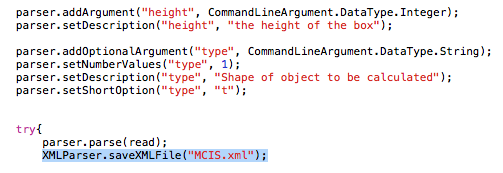 parser.addArgument("height", CommandLineArgument.DataType.Integer);
parser.setDescription("height", "the height of the box");
parser.addOptionalArgument("type", CommandLineArgument.DataType.String);
parser.setNumberValues("type", 1);
parser.setDescription("type", "Shape of object to be calculated");
parser.setShortOption("type", "t");
try{
parser.parse(read);
XMLParser.saveXMLFile("MCIS.xml");